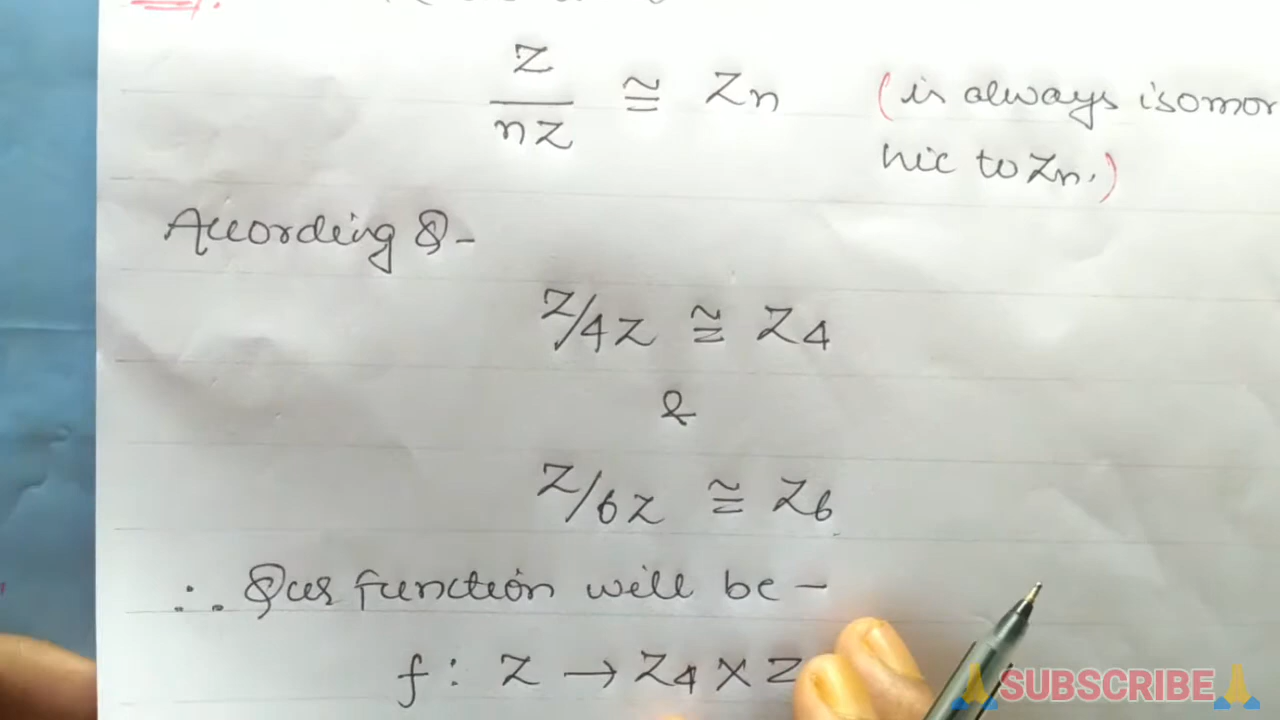 Z/nZ ≅ Zn (is always isomor
hic to Zn.)
According Q-
Z/4Z ≅ Z4
&
Z/6Z ≅ Z6
∴ Our function will be -
f: Z → Z4 × Z
🙏SUBSCRIBE🙏